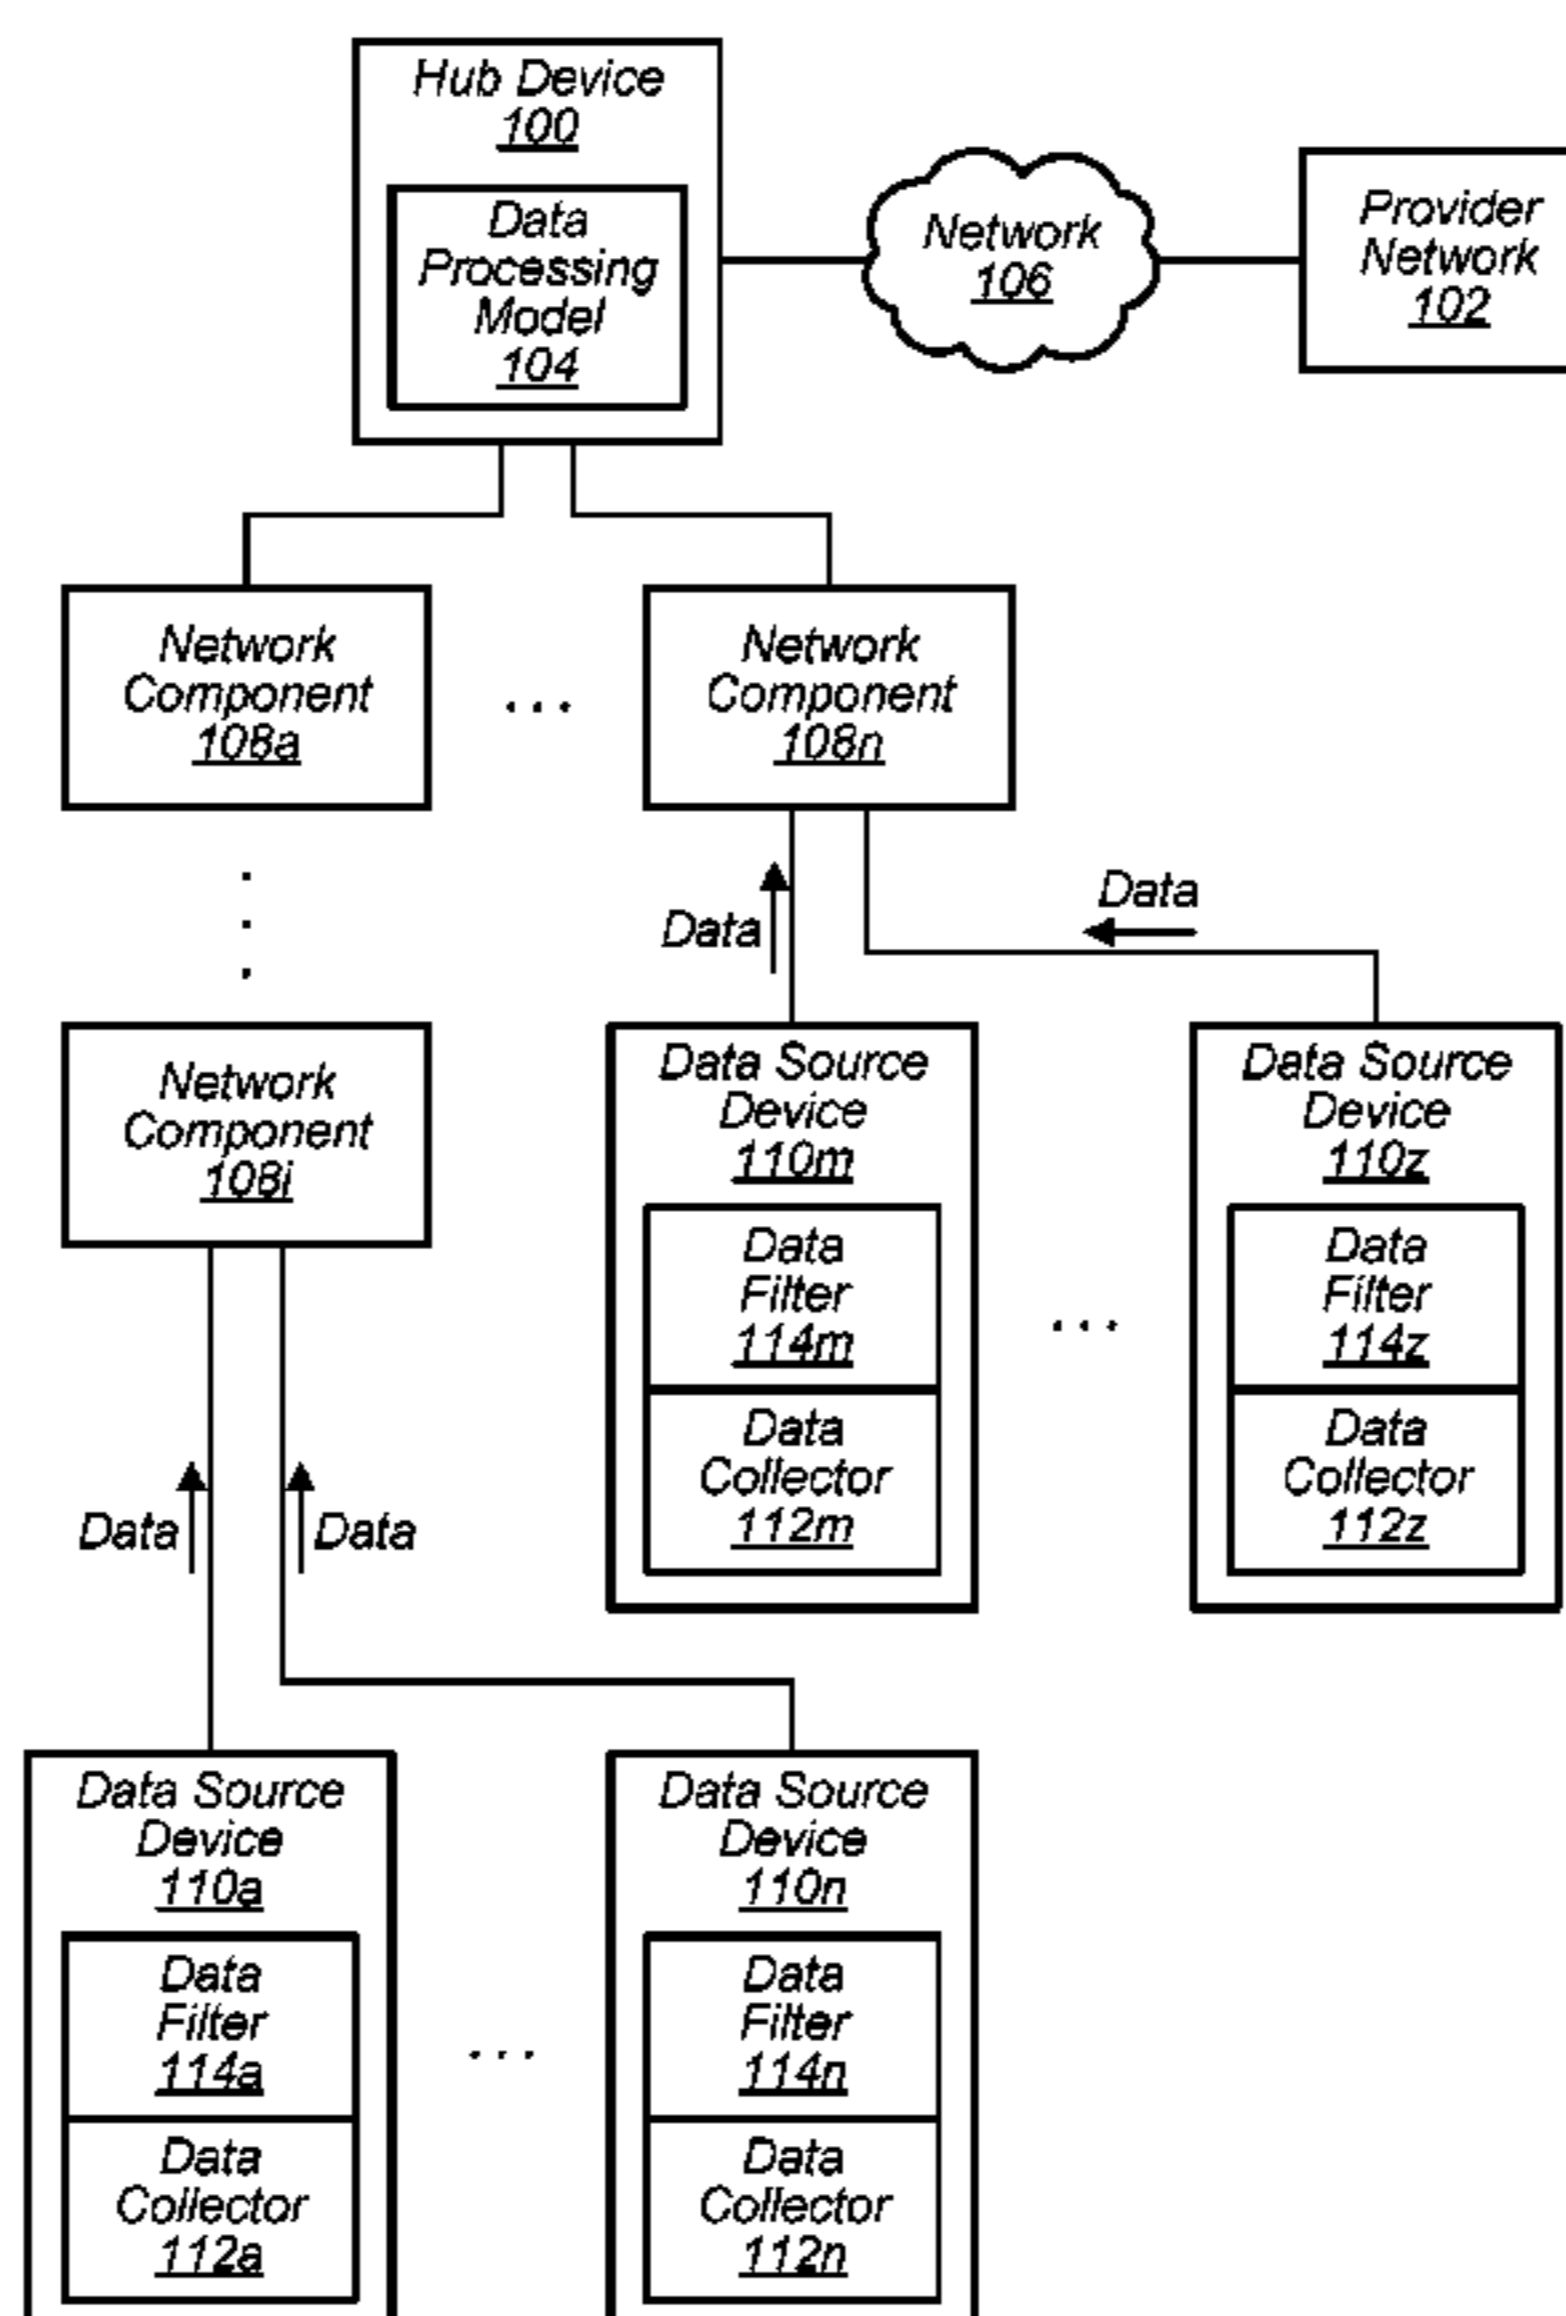 Hub Device
100
Data
Processing
Model
104
Network
106
Provider
Network
102
Network
Component
108a
...
Network
Component
108n
Data
Data
Network
Component
108i
Data Source
Device
110m
Data
Filter
114m
Data
Collector
112m
...
Data Source
Device
110z
Data
Filter
114z
Data
Collector
112z
Data
Data
Data Source
Device
110a
Data
Filter
114a
Data
Collector
112a
...
Data Source
Device
110n
Data
Filter
114n
Data
Collector
112n